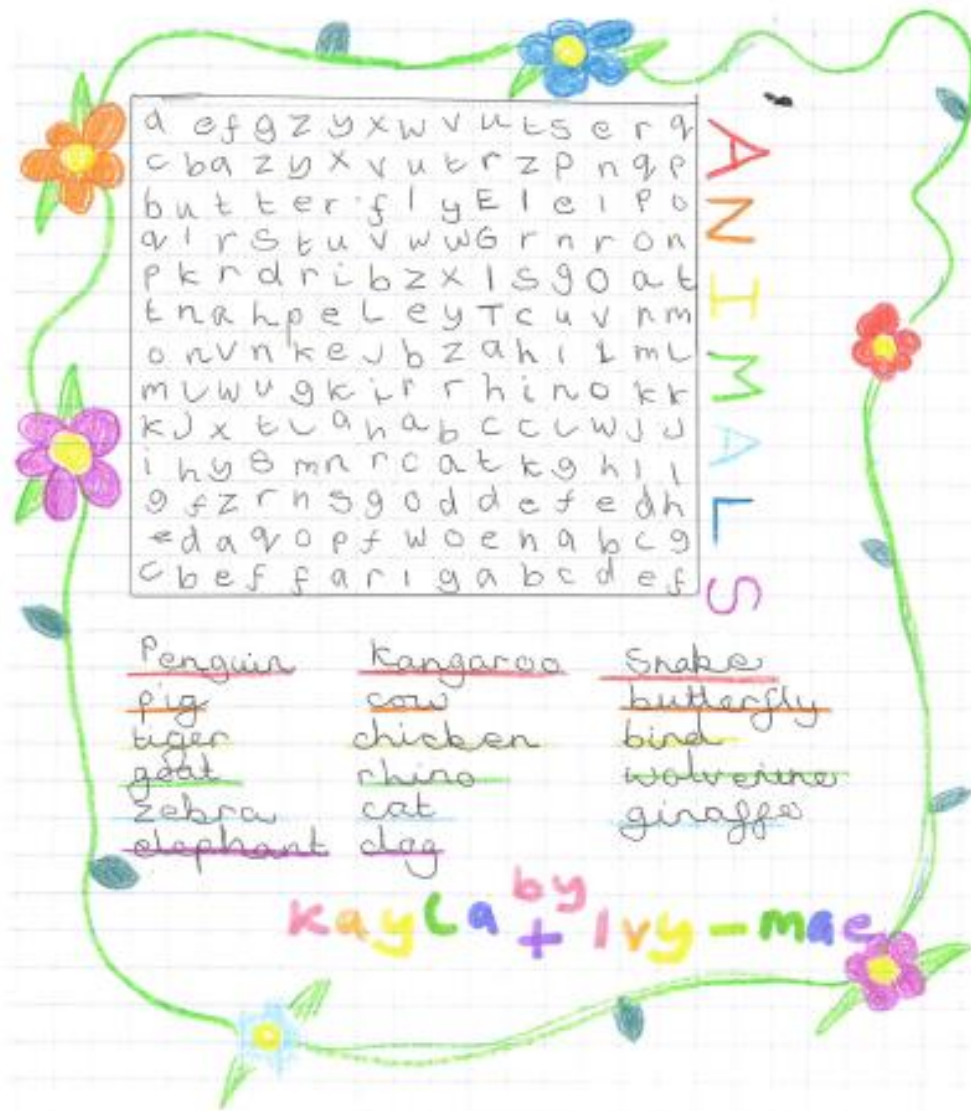 a e f g z y x w v u t s e r q
c b a z y x v u t r z p n q p
b u t t e r f l y E l e i p o
q l r S t u v w w G r n r o n
p k r d r i b z x I s g o a t
t n a h p e L e y T c u v n m
o n v n k e j b z a h i l m L
m L w u g k i r r h i n o k k
k j x t L a h a b c c L w j j
i h y s m n r c a t k g h i i
g f z r n s g o d d e f e d h
e d a q o p f w o e n a b c g
c b e f f a r i g a b c d e f
ANIMALS
Penguin Kangaroo Snake
pig cow butterfly
tiger chicken bird
goat rhino wolverine
zebra cat giraffe
elephant dog
by
Kayla + Ivy-mae